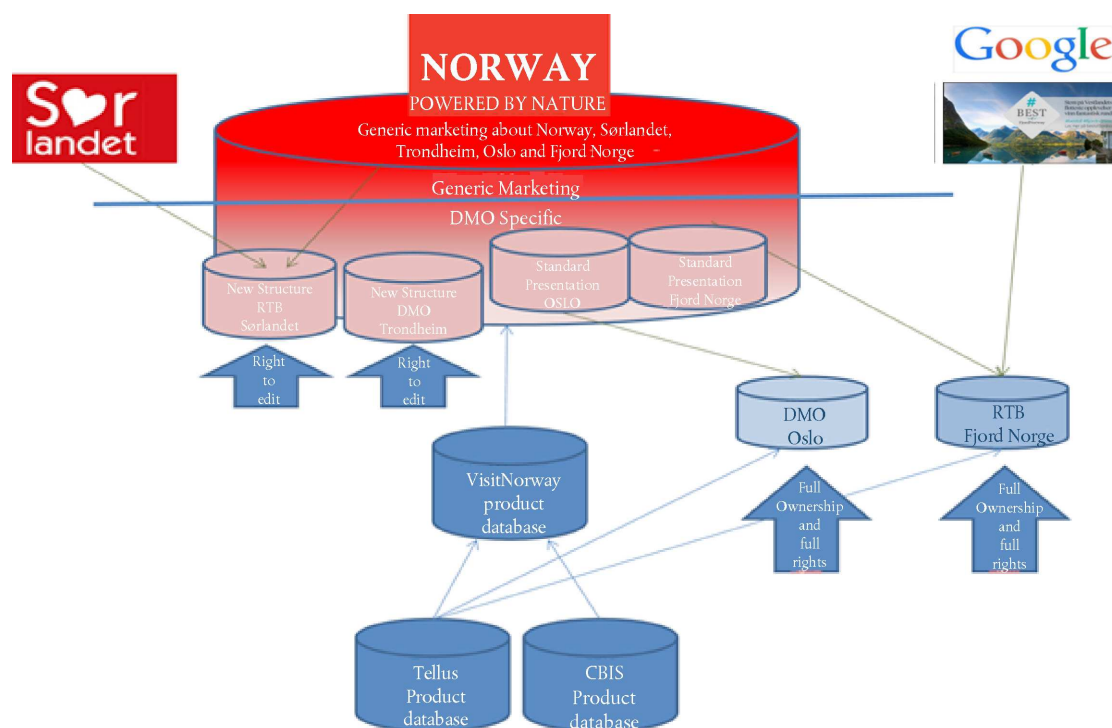 NORWAY
POWERED BY NATURE
Generic marketing about Norway, Sørlandet,
Trondheim, Oslo and Fjord Norge
Sør
landet
Google
#
BEST
Generic Marketing
DMO Specific
New Structure
RTB
Sørlandet
New Structure
DMO
Trondheim
Standard
Presentation
OSLO
Standard
Presentation
Fjord Norge
Right
to
edit
Right
to
edit
DMO
Oslo
RTB
Fjord Norge
VisitNorway
product
database
Full
Ownership
and
full
rights
Full
Ownership
and
full
rights
Tellus
Product
database
CBIS
Product
database